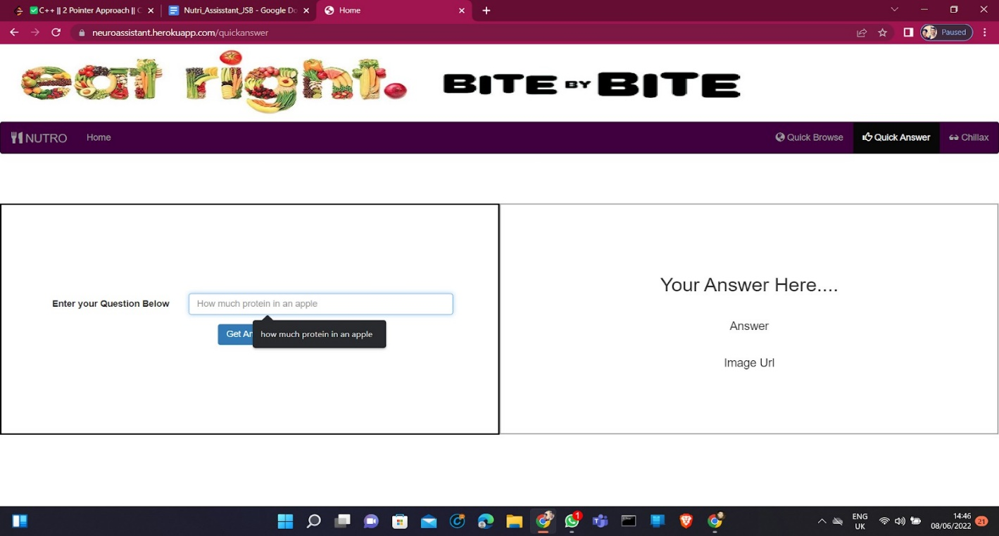 C++ || 2 Pointer Approach || C
Nutri_Assisstant_JSB - Google Do
Home
neuroassistant.herokuapp.com/quickanswer
Paused
eat right. BITE BY BITE
NUTRO
Home
Quick Browse
Quick Answer
Chillax
Enter your Question Below
How much protein in an apple
Get An
how much protein in an apple
Your Answer Here....
Answer
Image Url
1
ENG
UK
14:46
08/06/2022
21